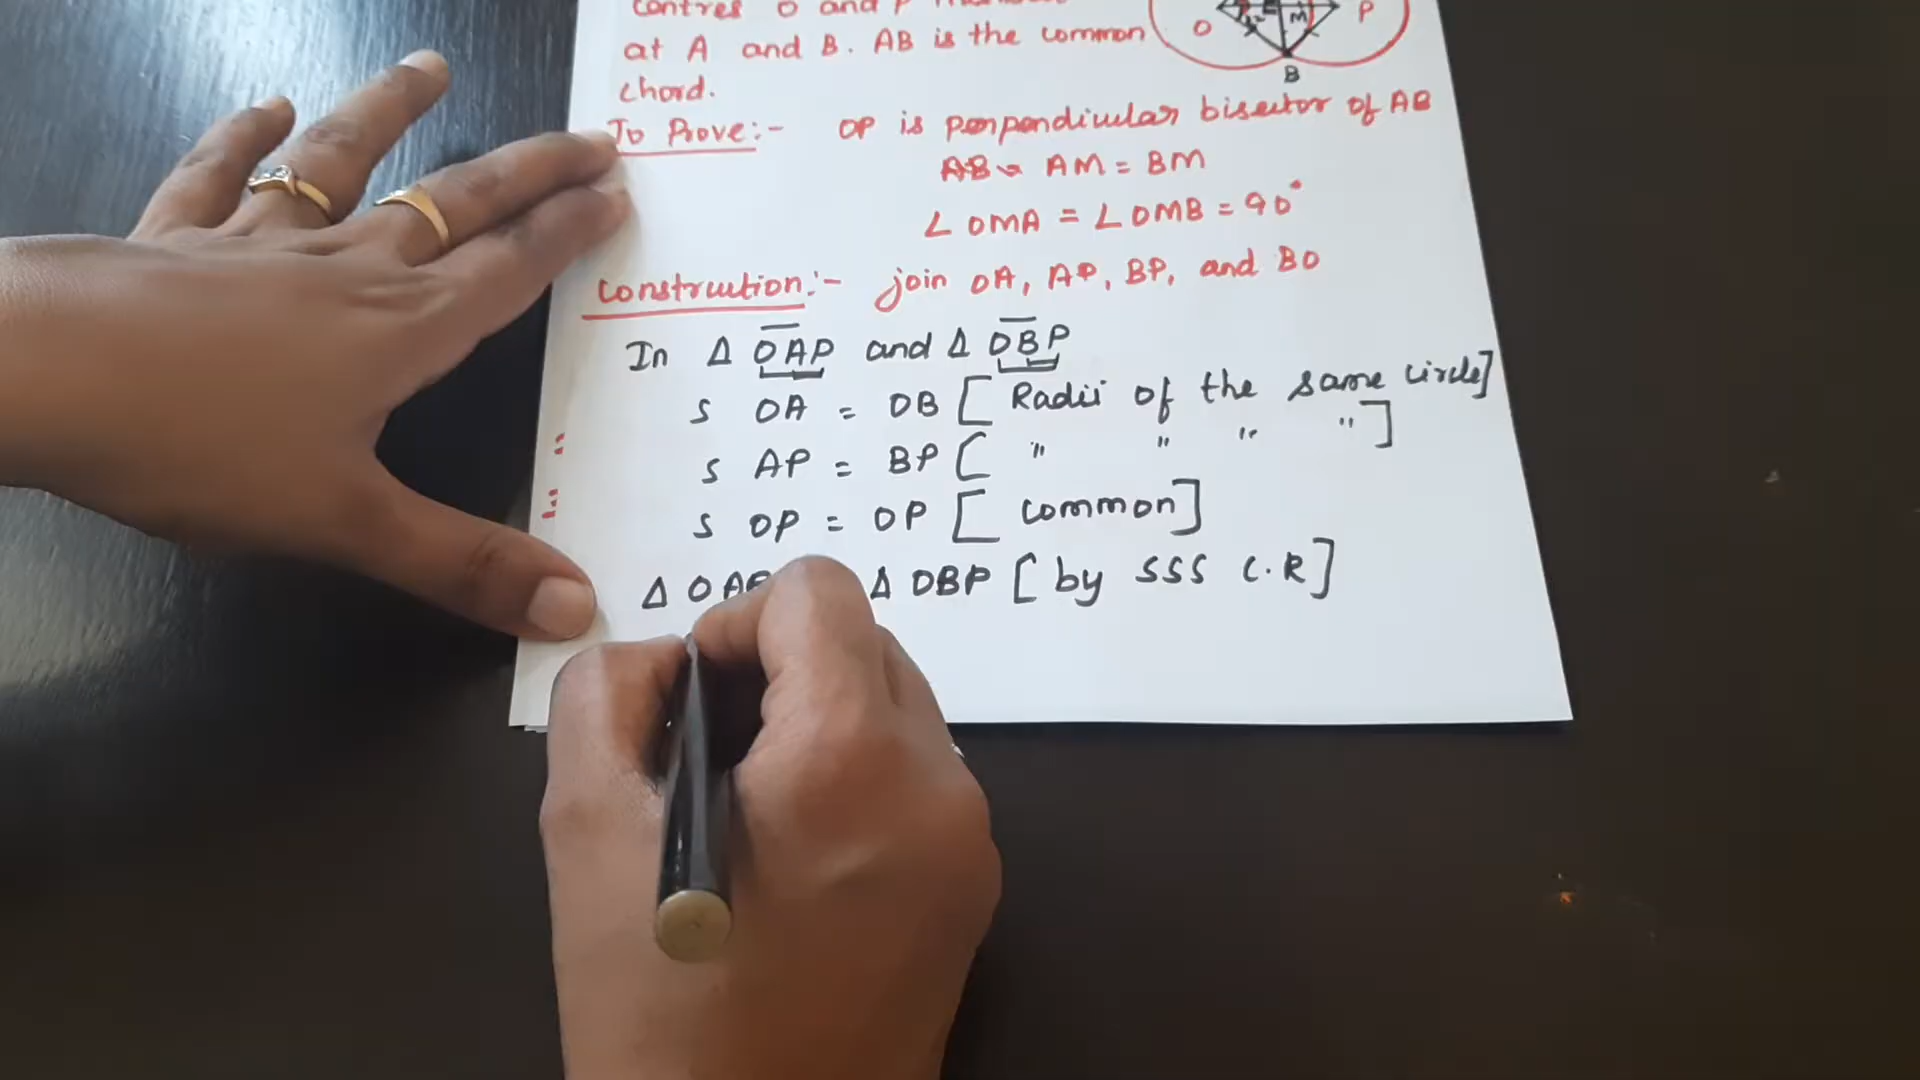 centres O and P
at A and B. AB is the common
chord.
O M P
B
To Prove:- OP is perpendicular bisector of AB
AB = AM = BM
∠OMA = ∠OMB = 90°
Construction:- join OA, AP, BP, and BO
In Δ OAP and Δ OBP
S OA = OB [Radii of the same circle]
S AP = BP [ " " " " ]
S OP = OP [common]
Δ OAP Δ OBP [by SSS C.R]